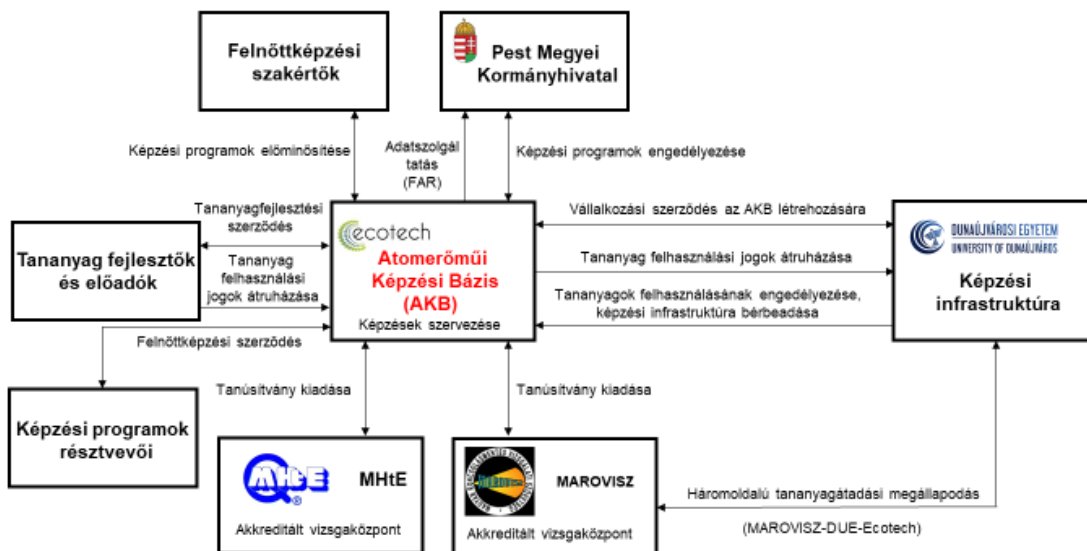 Felnőttképzési
szakértők
Pest Megyei
Kormányhivatal
Képzési programok előminősítése
Adatszolgál
tatás
(FAR)
Képzési programok engedélyezése
Tananyag fejlesztők
és előadók
Tananyagfejlesztési
szerződés
Tananyag
felhasználási
jogok átruházása
ecotech
Atomerőműi
Képzési Bázis
(AKB)
Képzések szervezése
Vállalkozási szerződés az AKB létrehozására
Tananyag felhasználási jogok átruházása
Tananyagok felhasználásának engedélyezése,
képzési infrastruktúra bérbeadása
DUNAÚJVÁROSI EGYETEM
UNIVERSITY OF DUNAÚJVÁROS
Képzési
infrastruktúra
Felnőttképzési szerződés
Képzési programok
résztvevői
Tanúsítvány kiadása
Tanúsítvány kiadása
MHtE
®
MHtE
Akkreditált vizsgaközpont
MAROVISZ
Akkreditált vizsgaközpont
Háromoldalú tananyagátadási megállapodás
(MAROVISZ-DUE-Ecotech)